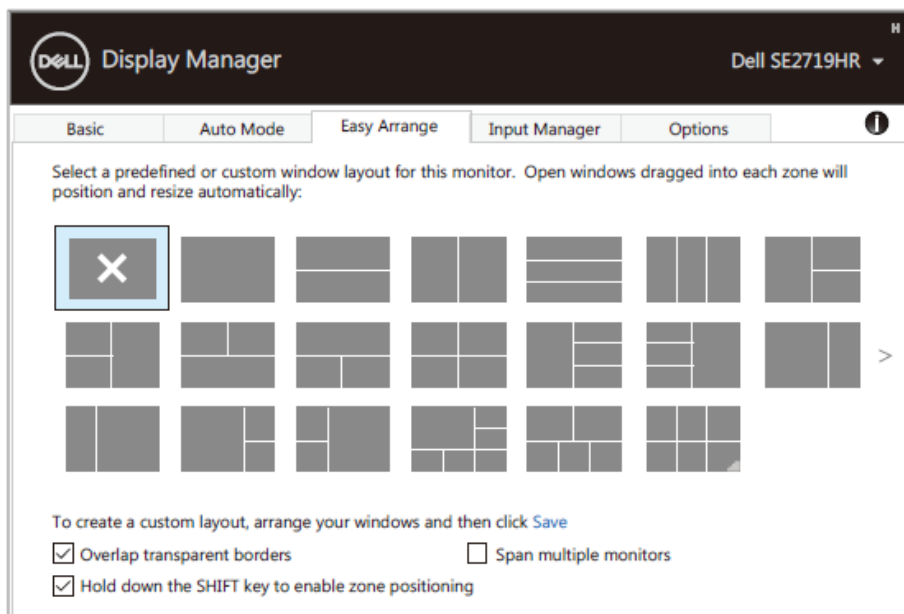 H
DELL Display Manager
Dell SE2719HR
Basic Auto Mode Easy Arrange Input Manager Options
Select a predefined or custom window layout for this monitor. Open windows dragged into each zone will
position and resize automatically:
>
To create a custom layout, arrange your windows and then click Save
Overlap transparent borders Span multiple monitors
Hold down the SHIFT key to enable zone positioning